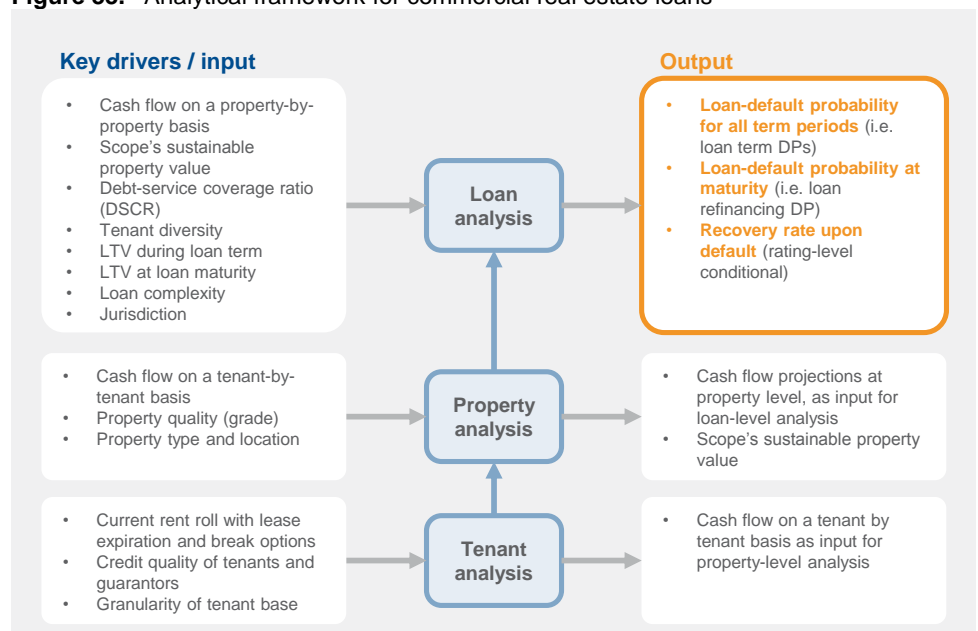 Analytical framework for commercial real estate loans
Key drivers / input
• Cash flow on a property-by-
property basis
• Scope's sustainable
property value
• Debt-service coverage ratio
(DSCR)
• Tenant diversity
• LTV during loan term
• LTV at loan maturity
• Loan complexity
• Jurisdiction
Loan
analysis
Output
• Loan-default probability
for all term periods (i.e.
loan term DPs)
• Loan-default probability at
maturity (i.e. loan
refinancing DP)
• Recovery rate upon
default (rating-level
conditional)
• Cash flow on a tenant-by-
tenant basis
• Property quality (grade)
• Property type and location
Property
analysis
• Cash flow projections at
property level, as input for
loan-level analysis
• Scope's sustainable property
value
• Current rent roll with lease
expiration and break options
• Credit quality of tenants and
guarantors
• Granularity of tenant base
Tenant
analysis
• Cash flow on a tenant by
tenant basis as input for
property-level analysis